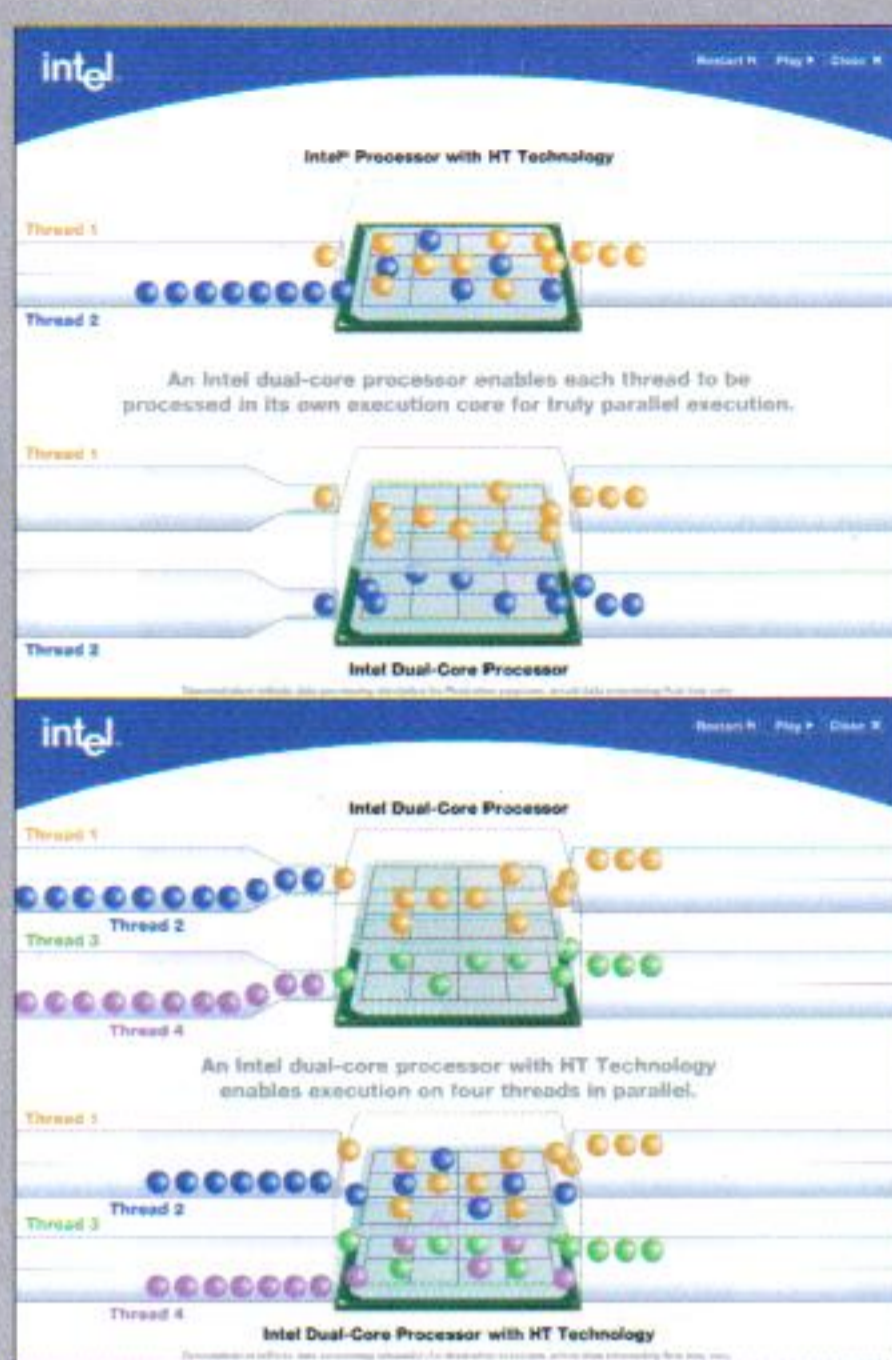 intel
Restart Play Close
Intel® Processor with HT Technology
Thread 1
Thread 2
An Intel dual-core processor enables each thread to be
processed in its own execution core for truly parallel execution.
Thread 1
Thread 2
Intel Dual-Core Processor
intel
Restart Play Close
Intel Dual-Core Processor
Thread 1
Thread 2
Thread 3
Thread 4
An Intel dual-core processor with HT Technology
enables execution on four threads in parallel.
Thread 1
Thread 2
Thread 3
Thread 4
Intel Dual-Core Processor with HT Technology